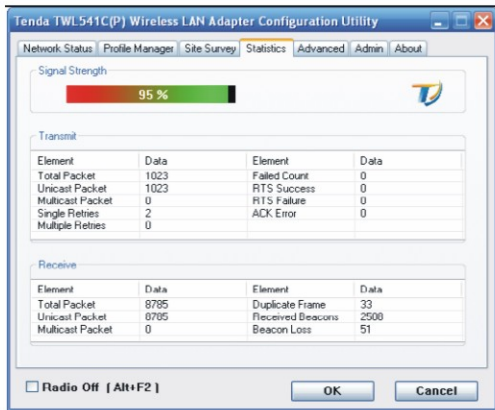 Tenda TWL541C(P) Wireless LAN Adapter Configuration Utility
Network Status Profile Manager Site Survey Statistics Advanced Admin About
Signal Strength
95 %
Transmit
Element Data Element Data
Total Packet 1023 Failed Count 0
Unicast Packet 1023 RTS Success 0
Multicast Packet 0 RTS Failure 0
Single Retries 2 ACK Error 0
Multiple Retries 0
Receive
Element Data Element Data
Total Packet 8785 Duplicate Frame 33
Unicast Packet 8785 Received Beacons 2508
Multicast Packet 0 Beacon Loss 51
Radio Off [ Alt+F2 ] OK Cancel